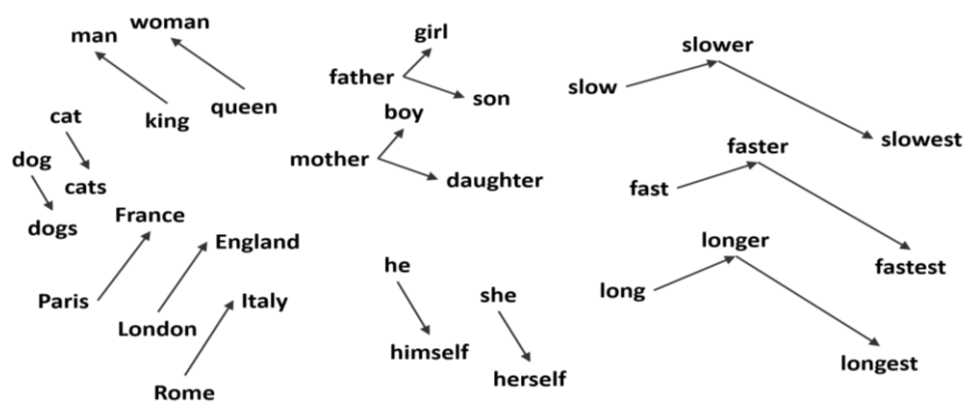 man
woman
king
queen
cat
cats
dog
dogs
France
Paris
England
London
Italy
Rome
girl
father
son
boy
mother
daughter
he
himself
she
herself
slower
slow
slowest
faster
fast
fastest
longer
long
longest